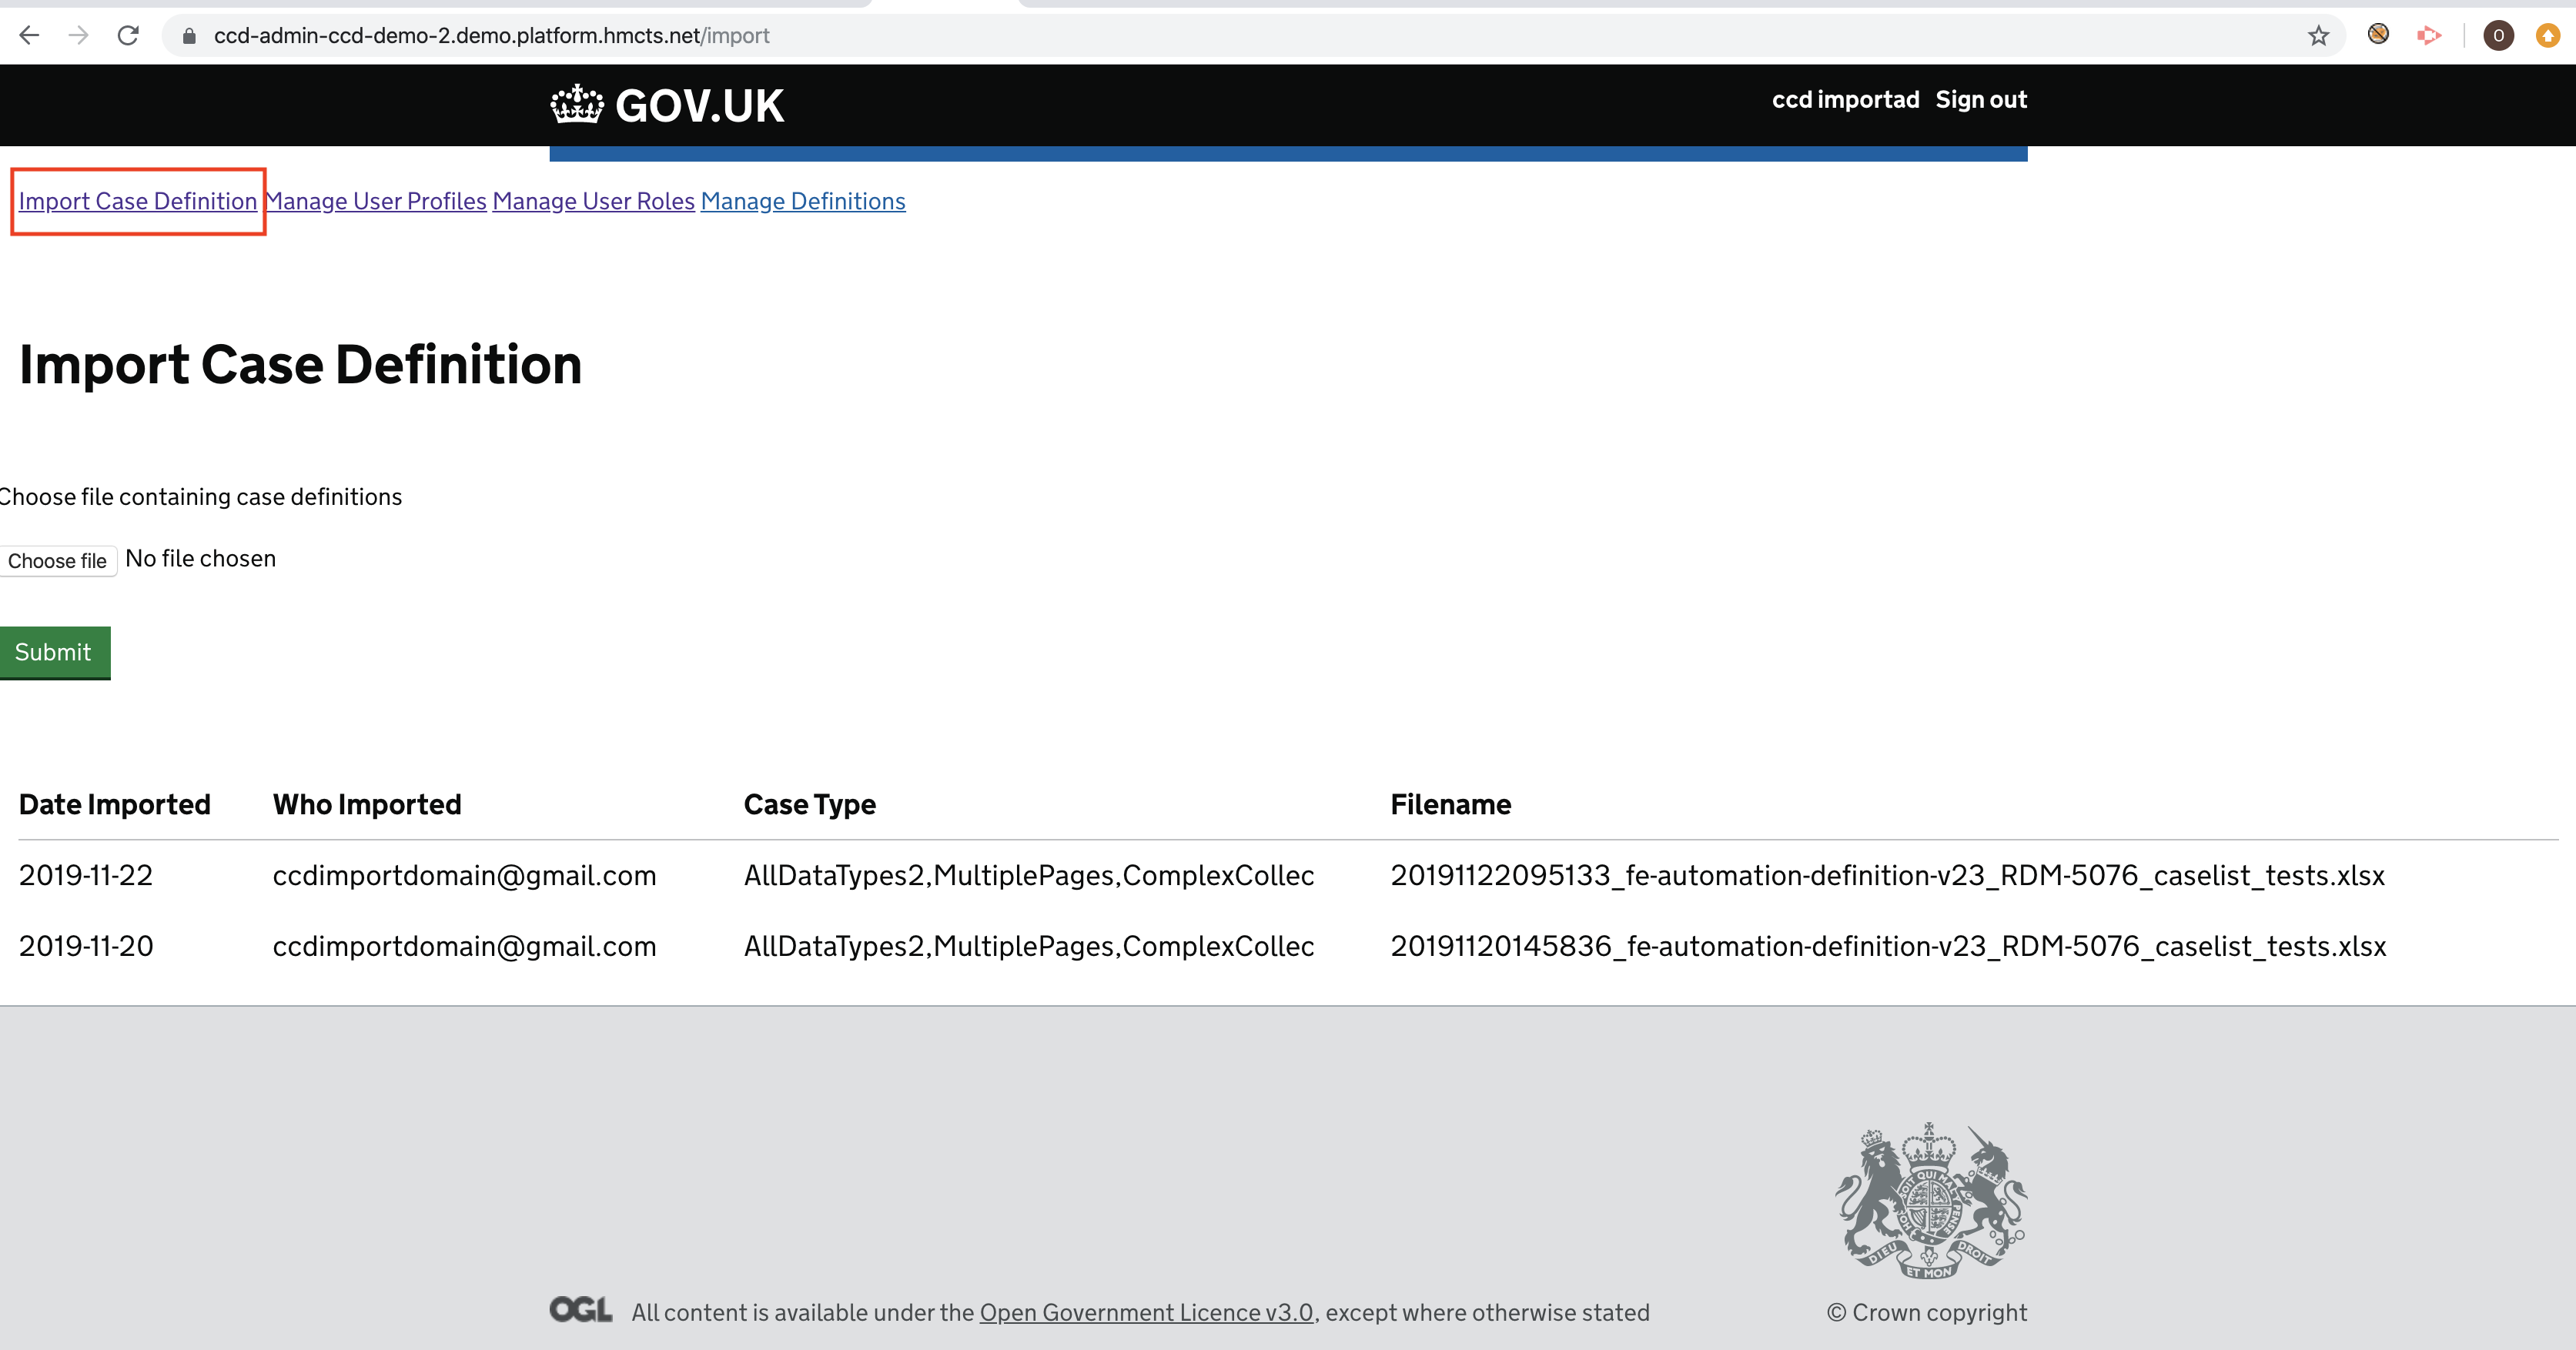 ccd-admin-ccd-demo-2.demo.platform.hmcts.net/import
O
GOV.UK
ccd importad Sign out
Import Case Definition Manage User Profiles Manage User Roles Manage Definitions
Import Case Definition
Choose file containing case definitions
Choose file No file chosen
Submit
Date Imported Who Imported Case Type Filename
2019-11-22 ccdimportdomain@gmail.com AllDataTypes2,MultiplePages,ComplexCollec 20191122095133_fe-automation-definition-v23_RDM-5076_caselist_tests.xlsx
2019-11-20 ccdimportdomain@gmail.com AllDataTypes2,MultiplePages,ComplexCollec 20191120145836_fe-automation-definition-v23_RDM-5076_caselist_tests.xlsx
DIEU ET MON DROIT
OGL All content is available under the Open Government Licence v3.0, except where otherwise stated
© Crown copyright